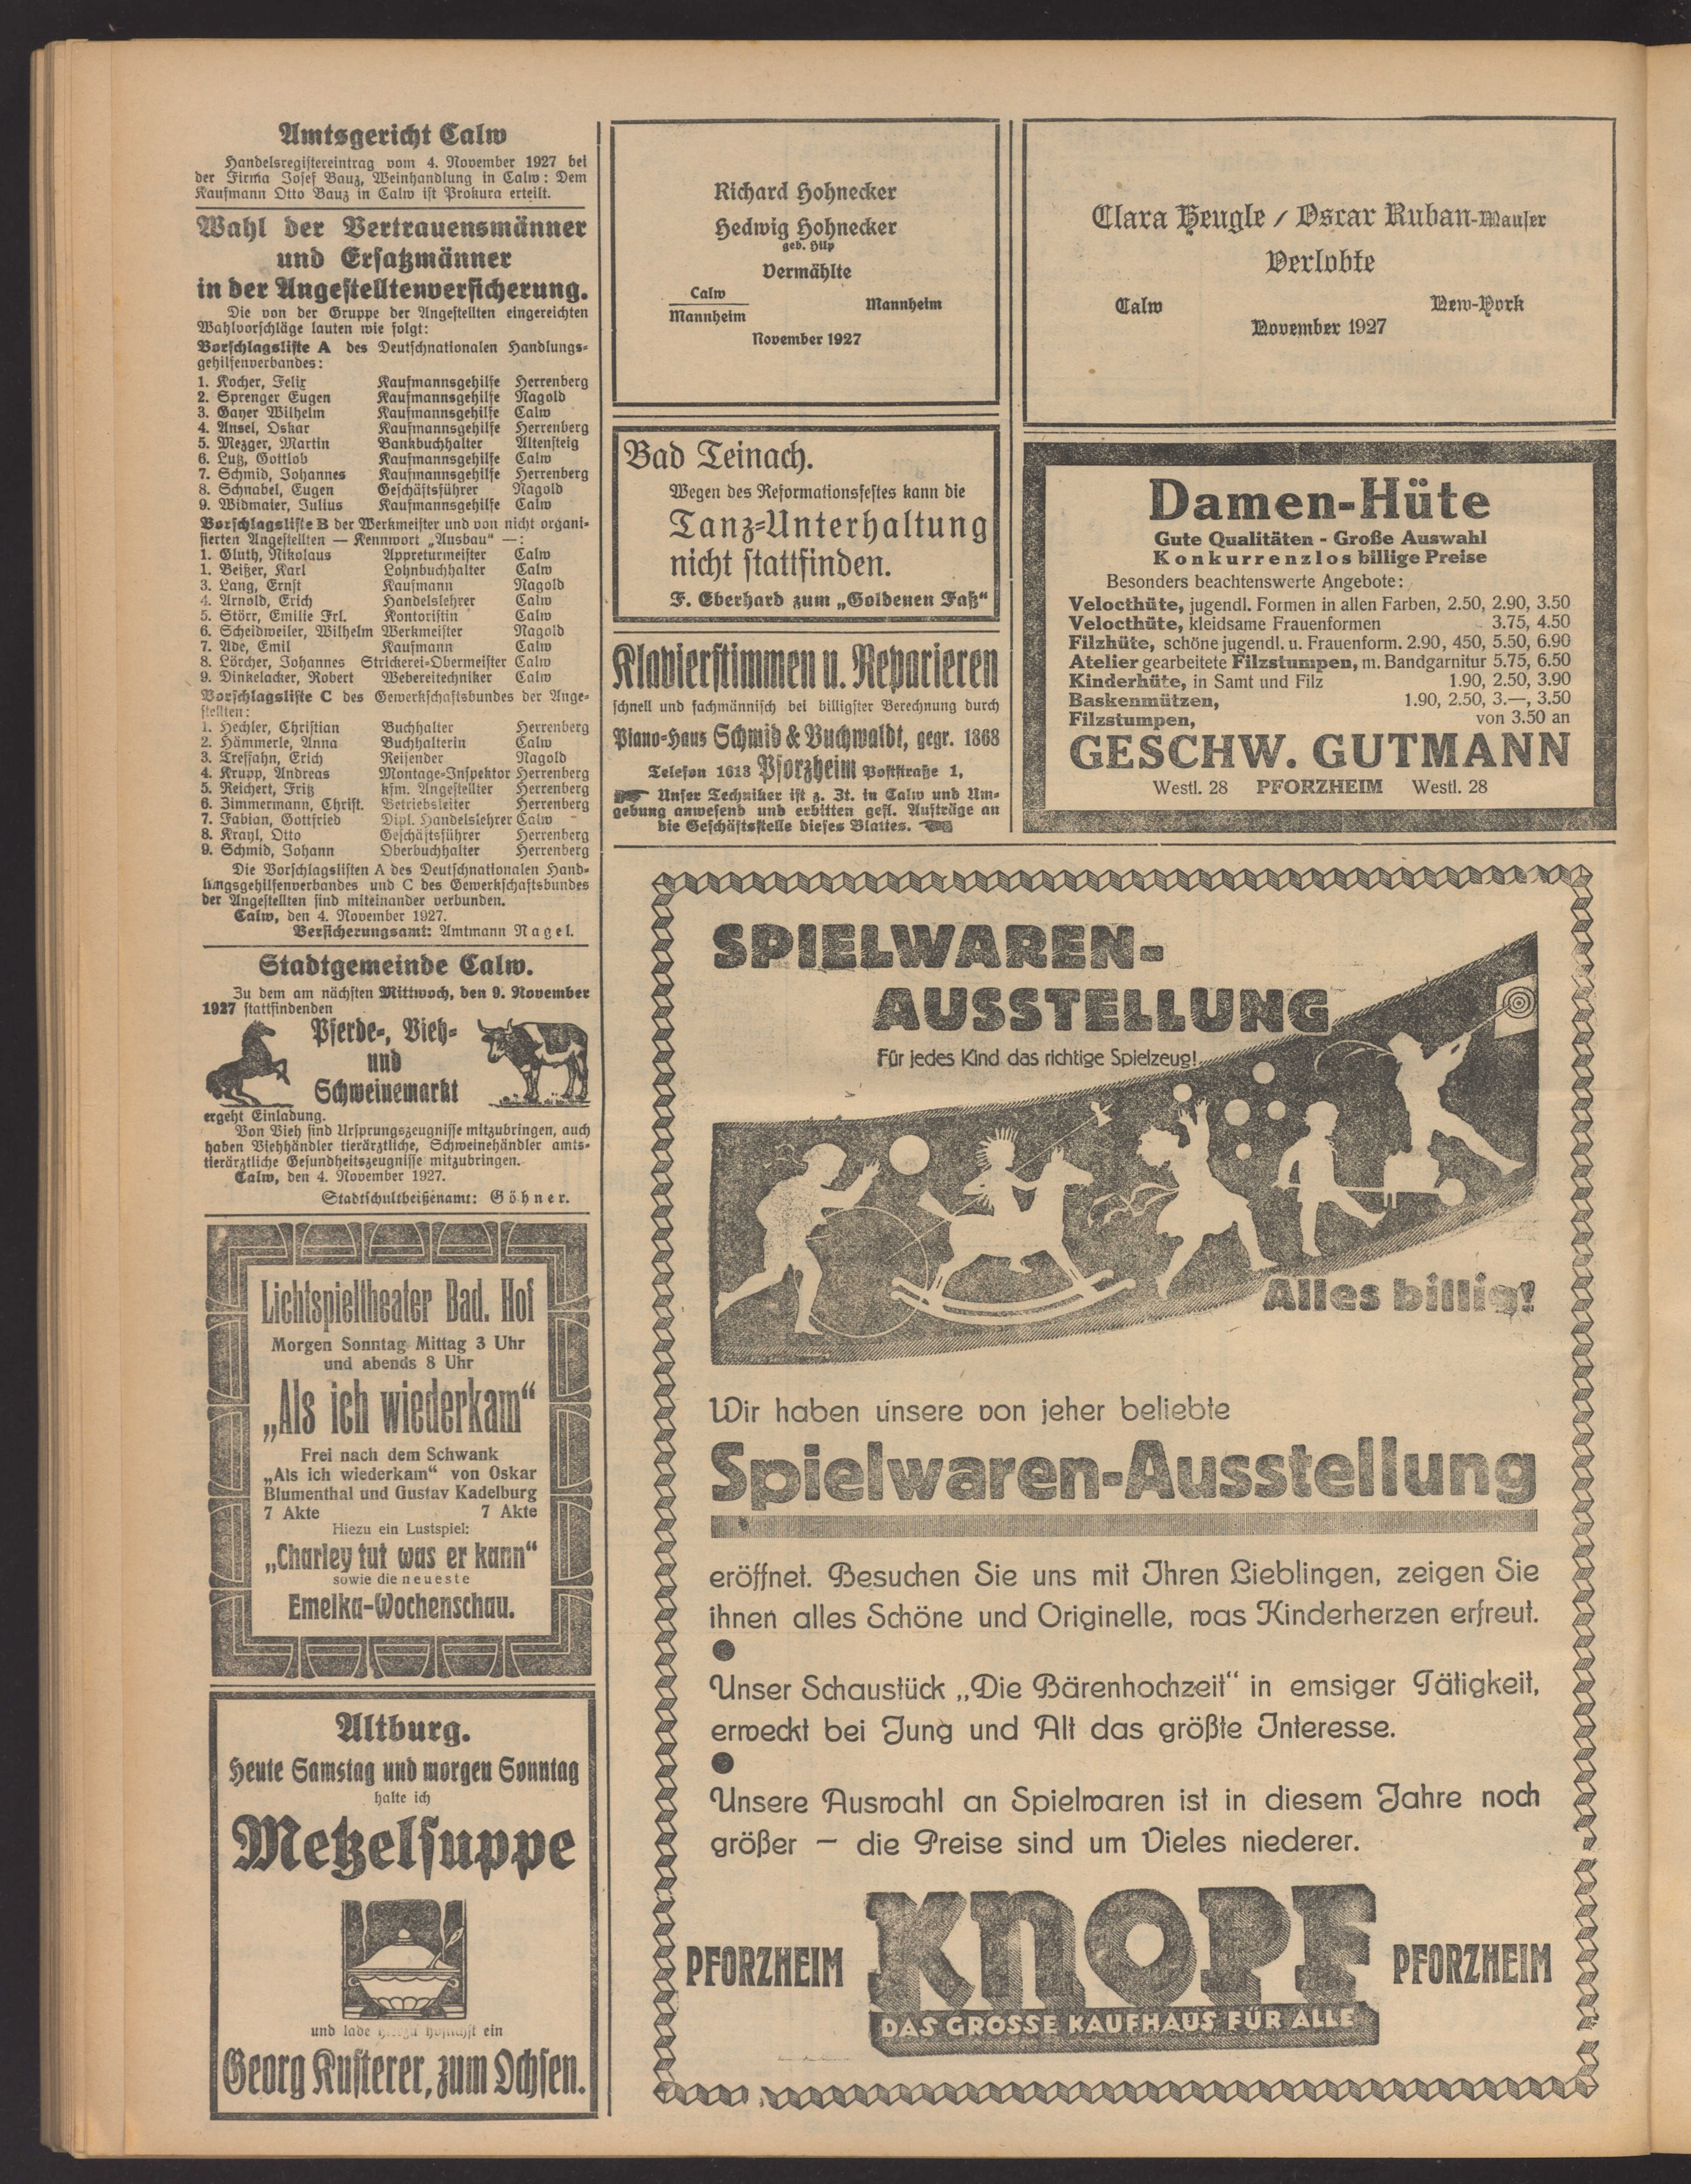 Amtsgericht Calw
Handelsregistereintrag vom 4. November 1927 bei
der Firma Josef Bauz, Weinhandlung in Calw: Dem
Kaufmann Otto Bauz in Calw ist Prokura erteilt.
Wahl der Vertrauensmänner
und Ersatzmänner
in der Angestelltenversicherung.
Die von der Gruppe der Angestellten eingereichten
Wahlvorschläge lauten wie folgt:
Vorschlagsliste A des Deutschnationalen Handlungs-
gehilfenverbandes:
1. Kocher, Felix Kaufmannsgehilfe Herrenberg
2. Sprenger Eugen Kaufmannsgehilfe Nagold
3. Gayer Wilhelm Kaufmannsgehilfe Calw
4. Ansel, Oskar Kaufmannsgehilfe Herrenberg
5. Mezger, Martin Bankbuchhalter Altensteig
6. Lutz, Gottlob Kaufmannsgehilfe Calw
7. Schmid, Johannes Kaufmannsgehilfe Herrenberg
8. Schnabel, Eugen Geschäftsführer Nagold
9. Widmaier, Julius Kaufmannsgehilfe Calw
Vorschlagsliste B der Werkmeister und von nicht organi-
sierten Angestellten — Kennwort „Ausbau“ —:
1. Gluth, Nikolaus Appreturmeister Calw
1. Beißer, Karl Lohnbuchhalter Calw
3. Lang, Ernst Kaufmann Nagold
4. Arnold, Erich Handelslehrer Calw
5. Störr, Emilie Frl. Kontoristin Calw
6. Scheidweiler, Wilhelm Werkmeister Nagold
7. Ade, Emil Kaufmann Calw
8. Lörcher, Johannes Strickerei-Obermeister Calw
9. Dinkelacker, Robert Webereitechniker Calw
Vorschlagsliste C des Gewerkschaftsbundes der Ange-
stellten:
1. Hechler, Christian Buchhalter Herrenberg
2. Hämmerle, Anna Buchhalterin Calw
3. Treffahn, Erich Reisender Nagold
4. Krupp, Andreas Montage-Inspektor Herrenberg
5. Reichert, Fritz kfm. Angestellter Herrenberg
6. Zimmermann, Christ. Betriebsleiter Herrenberg
7. Fabian, Gottfried Dipl. Handelslehrer Calw
8. Krayl, Otto Geschäftsführer Herrenberg
9. Schmid, Johann Oberbuchhalter Herrenberg
Die Vorschlagslisten A des Deutschnationalen Hand-
lungsgehilfenverbandes und C des Gewerkschaftsbundes
der Angestellten sind miteinander verbunden.
Calw, den 4. November 1927.
Versicherungsamt: Amtmann Nagel.
Stadtgemeinde Calw.
Zu dem am nächsten Mittwoch, den 9. November
1927 stattfindenden
Pferde-, Vieh-
und
Schweinemarkt
ergeht Einladung.
Von Vieh sind Ursprungszeugnisse mitzubringen, auch
haben Viehhändler tierärztliche, Schweinehändler amts-
tierärztliche Gesundheitszeugnisse mitzubringen.
Calw, den 4. November 1927.
Stadtschultheißenamt: Göhner.
Lichtspieltheater Bad. Hof
Morgen Sonntag Mittag 3 Uhr
und abends 8 Uhr
„Als ich wiederkam“
Frei nach dem Schwank
„Als ich wiederkam“ von Oskar
Blumenthal und Gustav Kadelburg
7 Akte 7 Akte
Hiezu ein Lustspiel:
„Charley tut was er kann“
sowie die neueste
Emelka-Wochenschau.
Altburg.
Heute Samstag und morgen Sonntag
halte ich
Metzelsuppe
und lade ein
Georg Kusterer, zum Ochsen.
Richard Hohnecker
Hedwig Hohnecker
geb. Hilp
Vermählte
Calw
Mannheim Mannheim
November 1927
Bad Teinach.
Wegen des Reformationsfestes kann die
Tanz-Unterhaltung
nicht stattfinden.
F. Eberhard zum „Goldenen Faß“
Klavierstimmen u. Reparieren
schnell und fachmännisch bei billigster Berechnung durch
Piano-Haus Schmid & Buchwaldt, gegr. 1868
Telefon 1613 Pforzheim Poststraße 1,
Unser Techniker ist z. Zt. in Calw und Um-
gebung anwesend und erbitten gefl. Aufträge an
die Geschäftsstelle dieses Blattes.
Clara Heugle / Oscar Ruban-Mauser
Verlobte
Calw New-York
November 1927
Damen-Hüte
Gute Qualitäten - Große Auswahl
Konkurrenzlos billige Preise
Besonders beachtenswerte Angebote:
Velocthüte, jugendl. Formen in allen Farben, 2.50, 2.90, 3.50
Velocthüte, kleidsame Frauenformen 3.75, 4.50
Filzhüte, schöne jugendl. u. Frauenform. 2.90, 450, 5.50, 6.90
Atelier gearbeitete Filzstumpen, m. Bandgarnitur 5.75, 6.50
Kinderhüte, in Samt und Filz 1.90, 2.50, 3.90
Baskenmützen, 1.90, 2.50, 3.—, 3.50
Filzstumpen, von 3.50 an
GESCHW. GUTMANN
Westl. 28 PFORZHEIM Westl. 28
SPIELWAREN-
AUSSTELLUNG
Für jedes Kind das richtige Spielzeug!
Alles billig!
Wir haben unsere von jeher beliebte
Spielwaren-Ausstellung
eröffnet. Besuchen Sie uns mit Ihren Lieblingen, zeigen Sie
ihnen alles Schöne und Originelle, was Kinderherzen erfreut.
Unser Schaustück „Die Bärenhochzeit“ in emsiger Tätigkeit,
erweckt bei Jung und Alt das größte Interesse.
Unsere Auswahl an Spielwaren ist in diesem Jahre noch
größer — die Preise sind um Vieles niederer.
PFORZHEIM KNOPF PFORZHEIM
DAS GROSSE KAUFHAUS FÜR ALLE